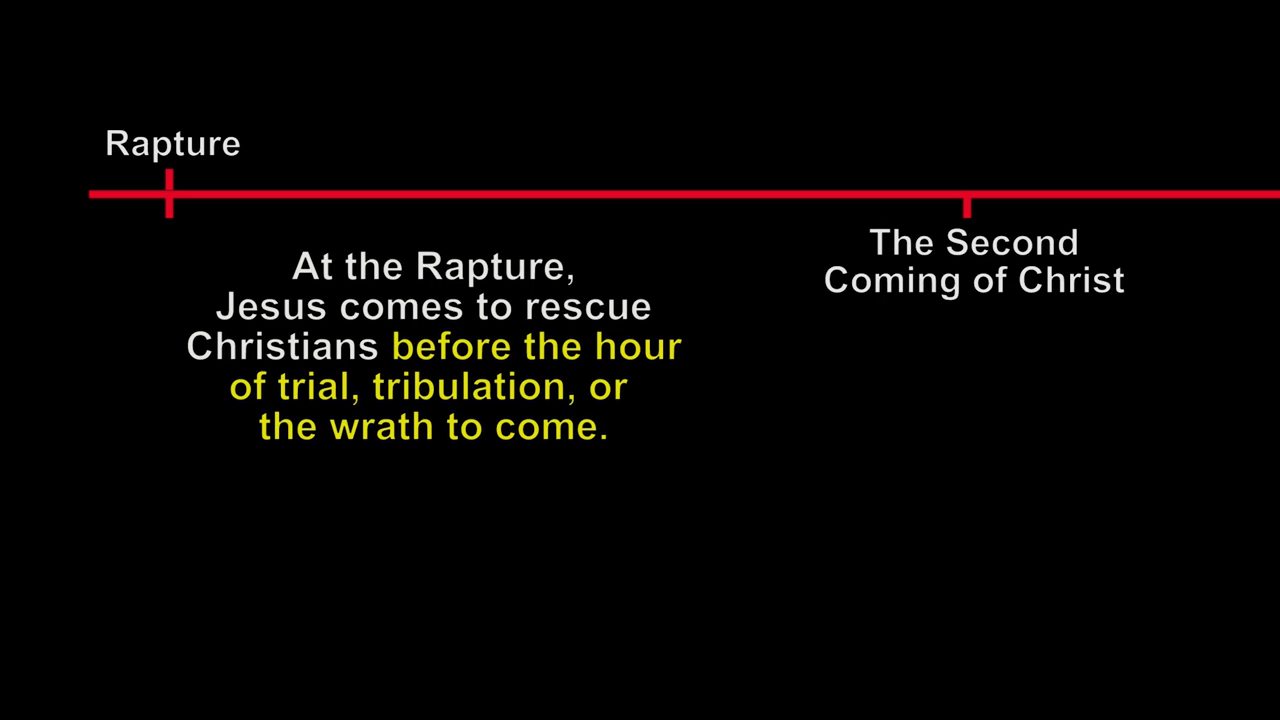 Rapture
The Second
Coming of Christ
At the Rapture,
Jesus comes to rescue
Christians before the hour
of trial, tribulation, or
the wrath to come.